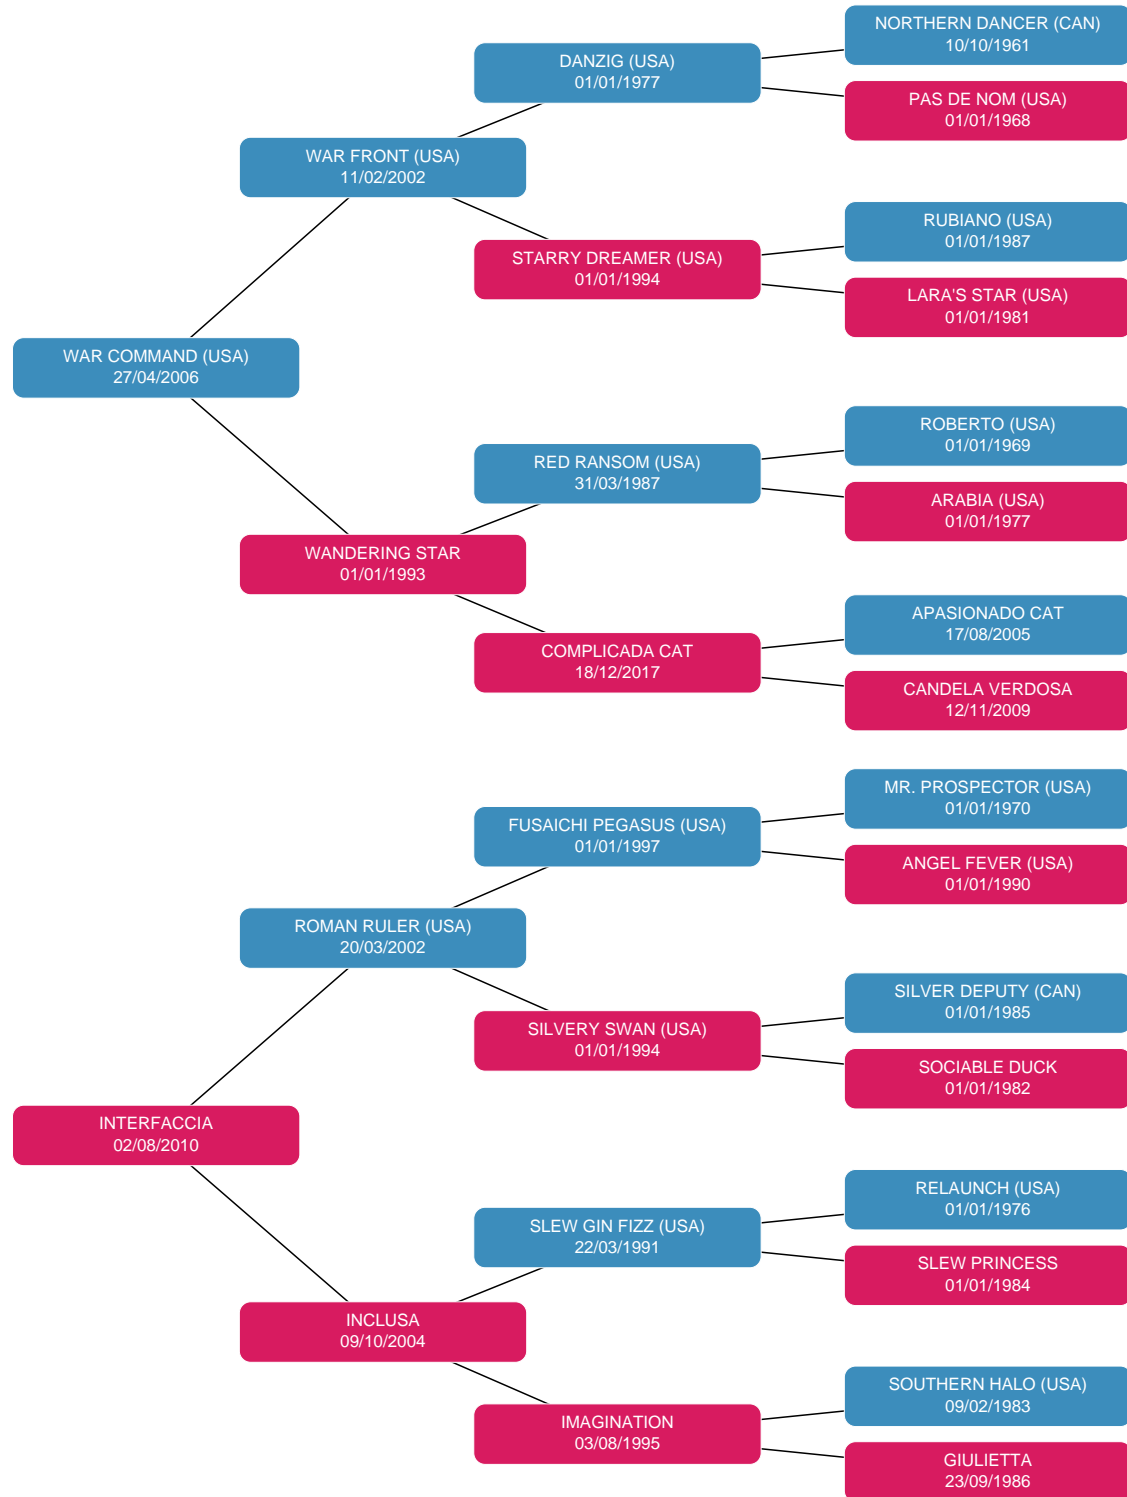 NORTHERN DANCER (CAN)
10/10/1961
DANZIG (USA)
01/01/1977
PAS DE NOM (USA)
01/01/1968
WAR FRONT (USA)
11/02/2002
RUBIANO (USA)
01/01/1987
STARRY DREAMER (USA)
01/01/1994
LARA'S STAR (USA)
01/01/1981
WAR COMMAND (USA)
27/04/2006
ROBERTO (USA)
01/01/1969
RED RANSOM (USA)
31/03/1987
ARABIA (USA)
01/01/1977
WANDERING STAR
01/01/1993
APASIONADO CAT
17/08/2005
COMPLICADA CAT
18/12/2017
CANDELA VERDOSA
12/11/2009
MR. PROSPECTOR (USA)
01/01/1970
FUSAICHI PEGASUS (USA)
01/01/1997
ANGEL FEVER (USA)
01/01/1990
ROMAN RULER (USA)
20/03/2002
SILVER DEPUTY (CAN)
01/01/1985
SILVERY SWAN (USA)
01/01/1994
SOCIABLE DUCK
01/01/1982
INTERFACCIA
02/08/2010
RELAUNCH (USA)
01/01/1976
SLEW GIN FIZZ (USA)
22/03/1991
SLEW PRINCESS
01/01/1984
INCLUSA
09/10/2004
SOUTHERN HALO (USA)
09/02/1983
IMAGINATION
03/08/1995
GIULIETTA
23/09/1986